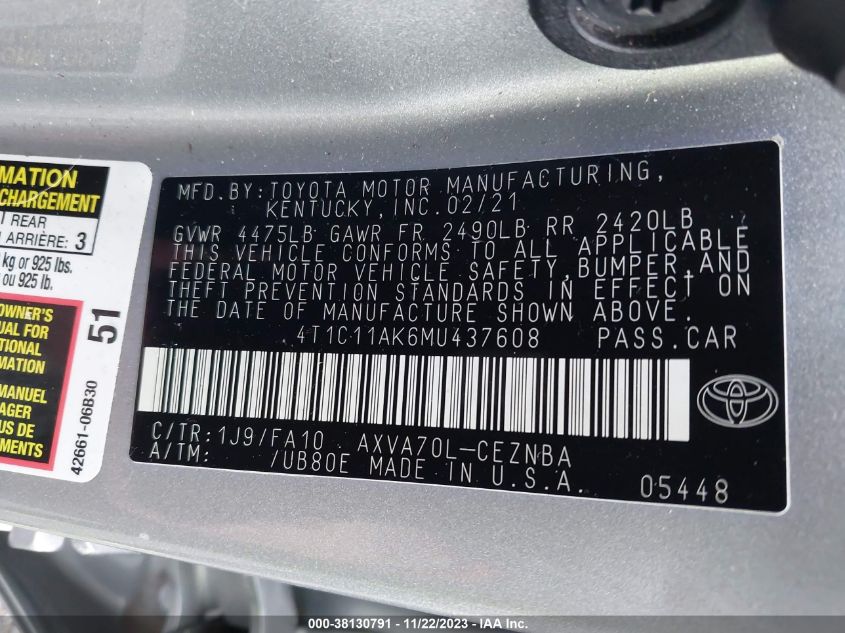 MFD. BY: TOYOTA MOTOR MANUFACTURING,
KENTUCKY, INC. 02/21
GVWR 4475LB GAWR FR 2490LB RR 2420LB
THIS VEHICLE CONFORMS TO ALL APPLICABLE
FEDERAL MOTOR VEHICLE SAFETY, BUMPER, AND
THEFT PREVENTION STANDARDS IN EFFECT ON
THE DATE OF MANUFACTURE SHOWN ABOVE.
4T1C11AK6MU437608 PASS. CAR
C/TR: 1J9/FA10 AXVA70L-CEZNBA
A/TM: /UB80E MADE IN U.S.A.
05448
MATION
CHARGEMENT
REAR
ARRIÈRE: 3
kg or 925 lbs.
ou 925 lb.
OWNER'S
UAL FOR
TIONAL
MATION
MANUEL
AGER
US DE
MENTS
51
42661-06B30
000-38130791 - 11/22/2023 - IAAI.com